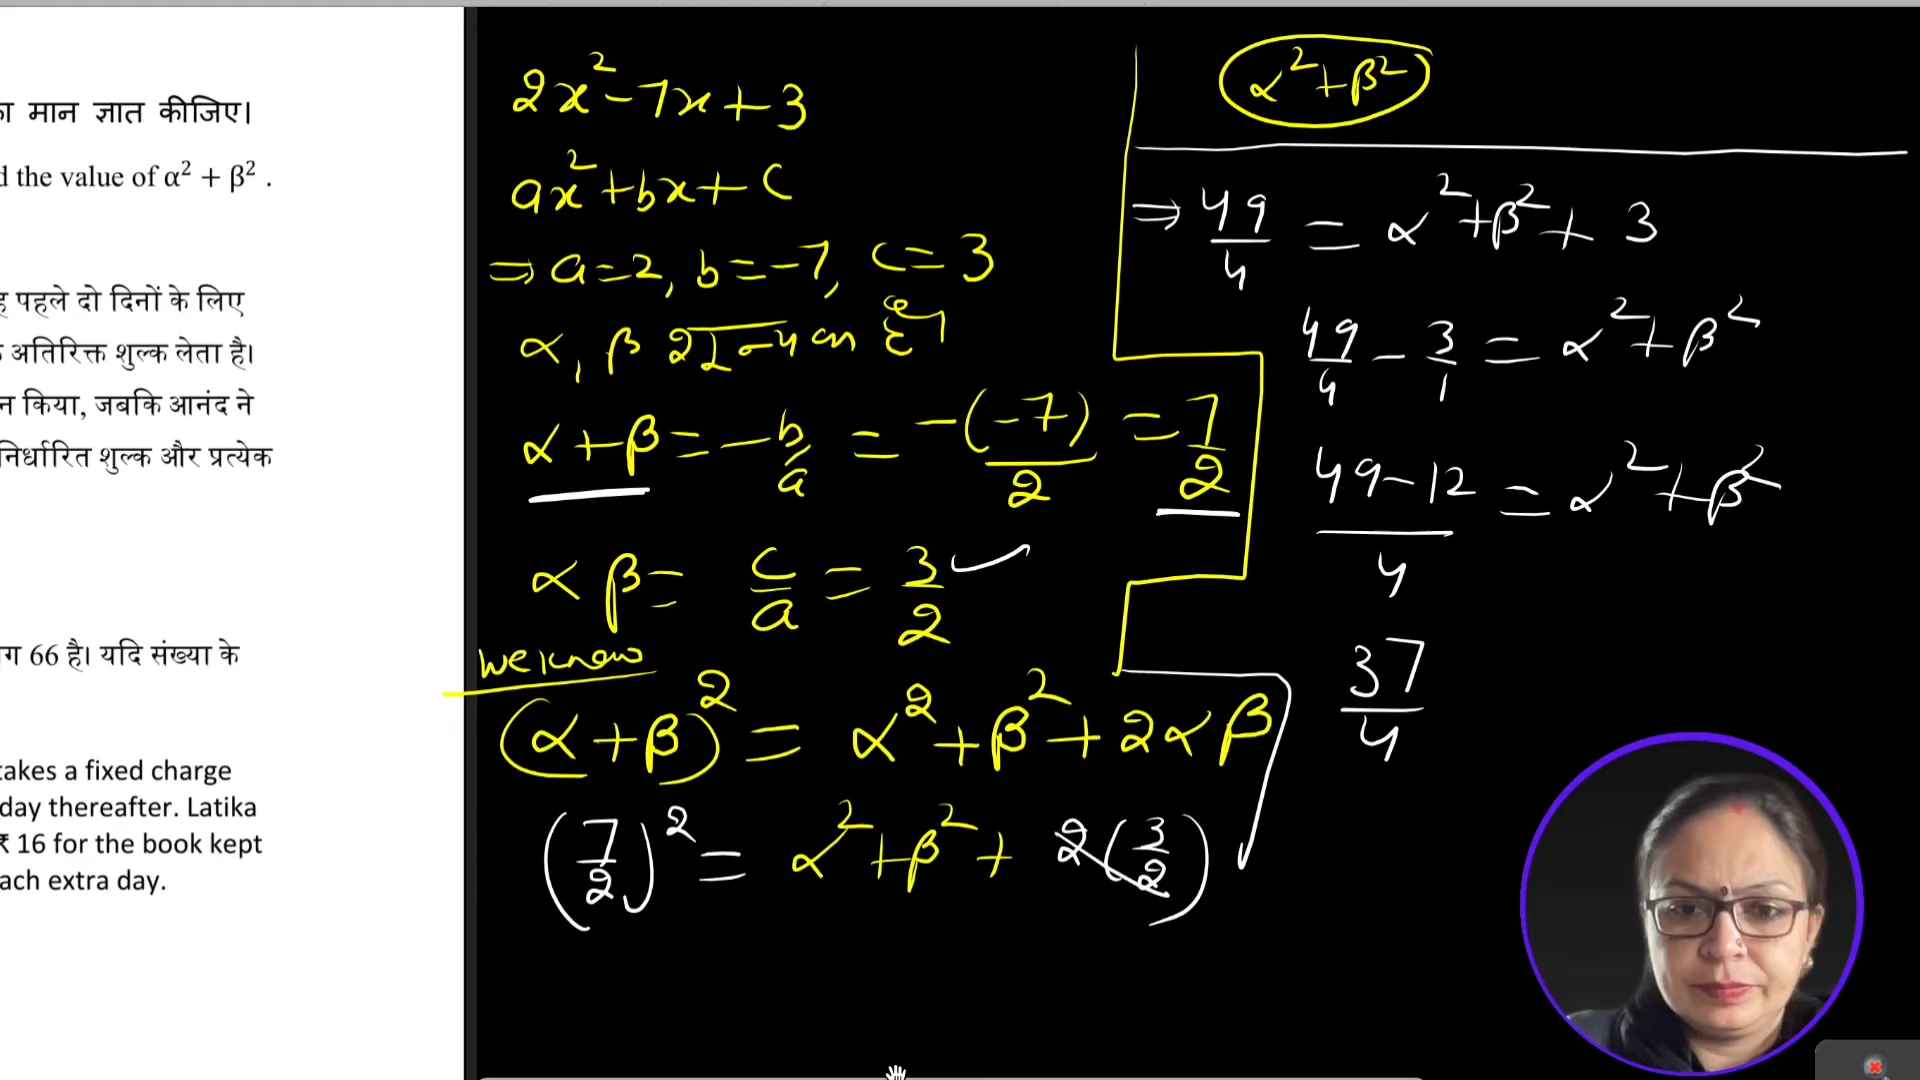 का मान ज्ञात कीजिए।
d the value of α² + β² .
ह पहले दो दिनों के लिए
अतिरिक्त शुल्क लेता है।
न किया, जबकि आनंद ने
निर्धारित शुल्क और प्रत्येक
ग 66 है। यदि संख्या के
takes a fixed charge
day thereafter. Latika
₹ 16 for the book kept
ach extra day.
2x² - 7x + 3
ax² + bx + c
⇒ a = 2, b = -7, c = 3
α, β शून्यक हैं।
α + β = -b/a = -(-7)/2 = 7/2
αβ = c/a = 3/2 ✓
we know
(α + β)² = α² + β² + 2αβ
(7/2)² = α² + β² + 2(3/2)
α² + β²
⇒ 49/4 = α² + β² + 3
49/4 - 3/1 = α² + β²
49-12/4 = α² + β²
37/4